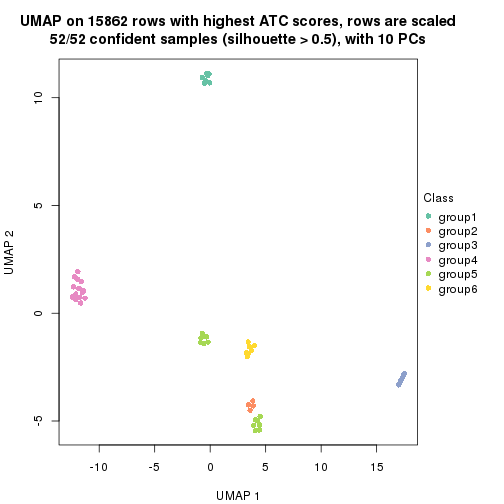 UMAP on 15862 rows with highest ATC scores, rows are scaled
52/52 confident samples (silhouette > 0.5), with 10 PCs
10
5
0
-5
UMAP 2
-10
-5
0
5
10
15
UMAP 1
Class
group1
group2
group3
group4
group5
group6